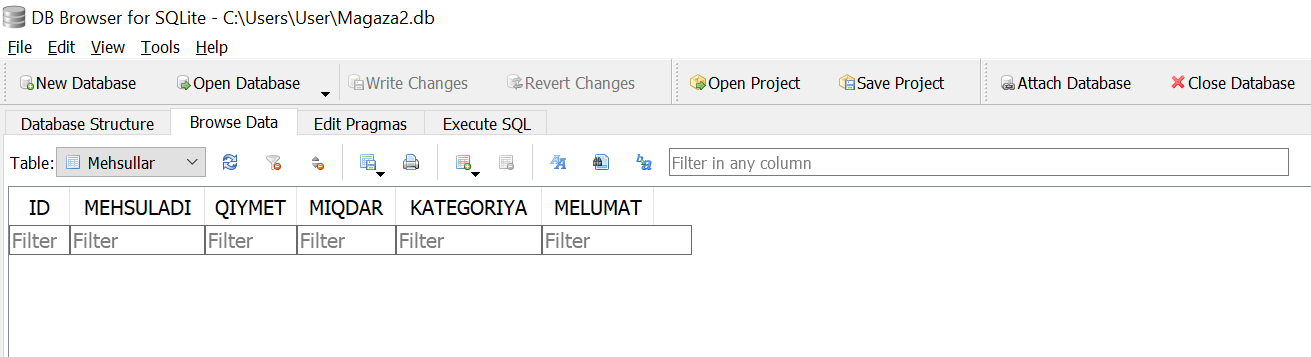 DB Browser for SQLite - C:\Users\User\Magaza2.db
File Edit View Tools Help
New Database Open Database Write Changes Revert Changes Open Project Save Project Attach Database Close Database
Database Structure Browse Data Edit Pragmas Execute SQL
Table: Mehsullar Filter in any column
ID MEHSULADI QIYMET MIQDAR KATEGORIYA MELUMAT
Filter Filter Filter Filter Filter Filter